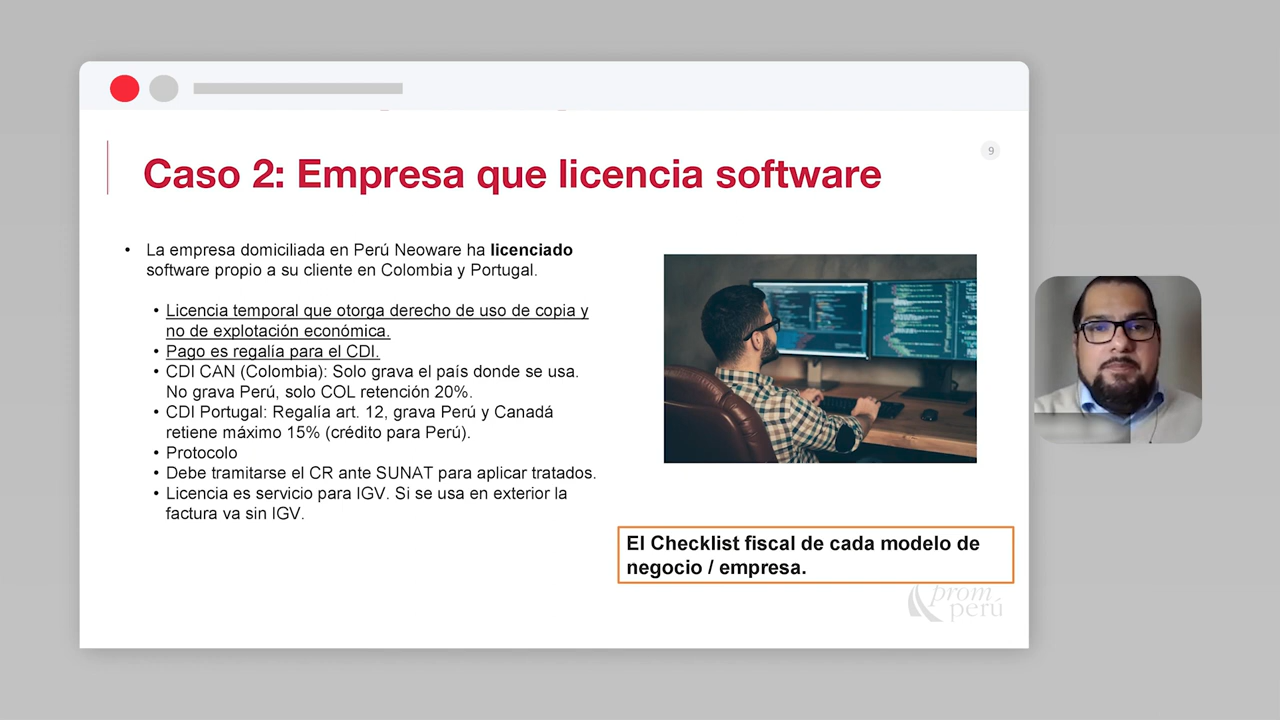 Caso 2: Empresa que licencia software
9
• La empresa domiciliada en Perú Neoware ha licenciado
software propio a su cliente en Colombia y Portugal.
• Licencia temporal que otorga derecho de uso de copia y
no de explotación económica.
• Pago es regalía para el CDI.
• CDI CAN (Colombia): Solo grava el país donde se usa.
No grava Perú, solo COL retención 20%.
• CDI Portugal: Regalía art. 12, grava Perú y Canadá
retiene máximo 15% (crédito para Perú).
• Protocolo
• Debe tramitarse el CR ante SUNAT para aplicar tratados.
• Licencia es servicio para IGV. Si se usa en exterior la
factura va sin IGV.
El Checklist fiscal de cada modelo de
negocio / empresa.
prom
perú